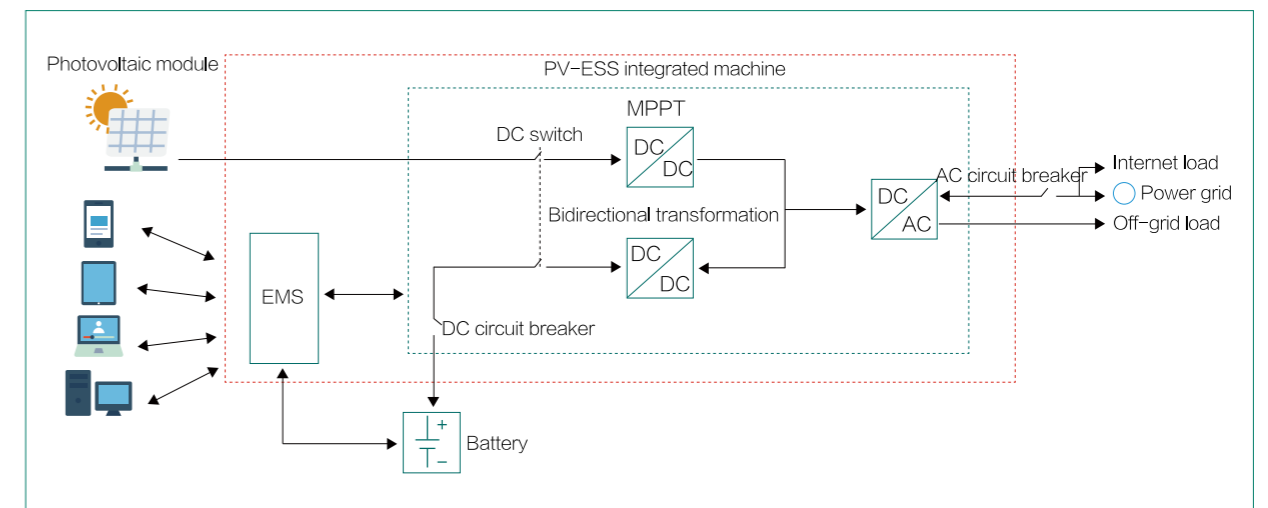 Photovoltaic module
PV-ESS integrated machine
MPPT
DC switch
DC
DC
Internet load
AC circuit breaker
Power grid
DC
AC
Off-grid load
Bidirectional transformation
DC
DC
EMS
DC circuit breaker
+
Battery
−